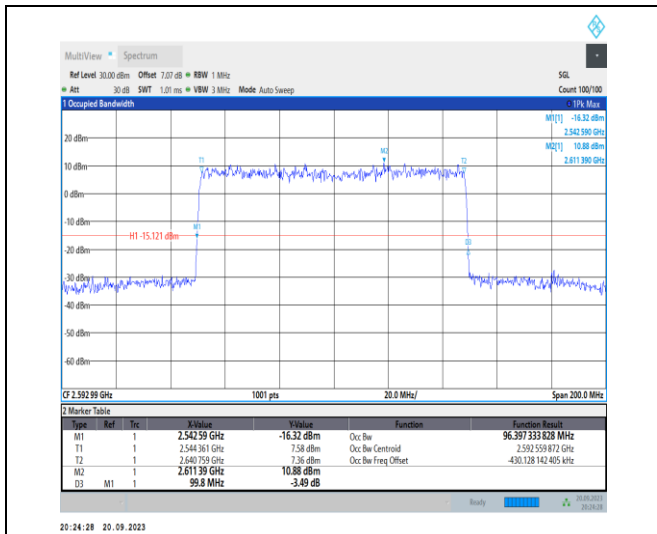 MultiView Spectrum
Ref Level 30.00 dBm Offset 7.07 dB RBW 1 MHz SGL
Att 30 dB SWT 1.01 ms VBW 3 MHz Mode Auto Sweep Count 100/100
1 Occupied Bandwidth 1Pk Max
M1[1] -16.32 dBm
2.542 590 GHz
M2[1] 10.88 dBm
2.611 390 GHz
20 dBm
10 dBm
0 dBm
-10 dBm
-20 dBm
-30 dBm
-40 dBm
-50 dBm
-60 dBm
T1
M2
T2
M1
H1 -15.121 dBm
D3
CF 2.592 99 GHz 1001 pts 20.0 MHz/ Span 200.0 MHz
2 Marker Table
Type Ref Trc X-Value Y-Value Function Function Result
M1 1 2.542 59 GHz -16.32 dBm Occ Bw 96.397 333 828 MHz
T1 1 2.544 361 GHz 7.58 dBm Occ Bw Centroid 2.592 559 872 GHz
T2 1 2.640 759 GHz 7.36 dBm Occ Bw Freq Offset -430.128 142 405 kHz
M2 1 2.611 39 GHz 10.88 dBm
D3 M1 1 99.8 MHz -3.49 dB
Ready 20.09.2023
20:24:28
20:24:28 20.09.2023